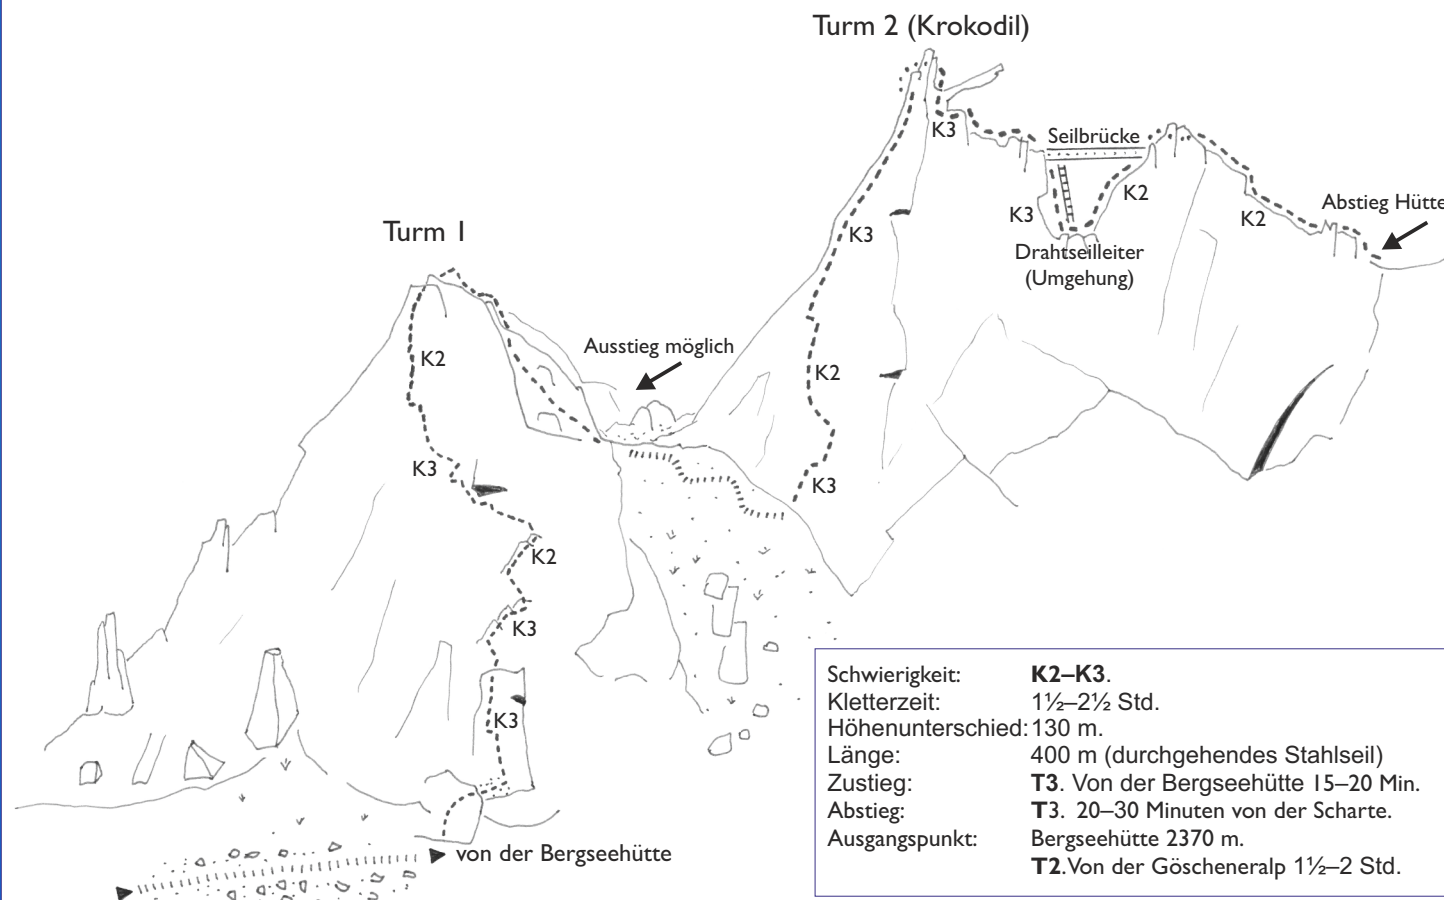 Turm 2 (Krokodil)
K3
Seilbrücke
K2
K3
Abstieg Hütte
K2
Turm 1
K3
Drahtseilleiter
(Umgehung)
Ausstieg möglich
K2
K2
K3
K3
K2
K3
K3
von der Bergseehütte
Schwierigkeit: K2–K3.
Kletterzeit: 1½–2½ Std.
Höhenunterschied: 130 m.
Länge: 400 m (durchgehendes Stahlseil)
Zustieg: T3. Von der Bergseehütte 15–20 Min.
Abstieg: T3. 20–30 Minuten von der Scharte.
Ausgangspunkt: Bergseehütte 2370 m.
T2. Von der Göscheneralp 1½–2 Std.